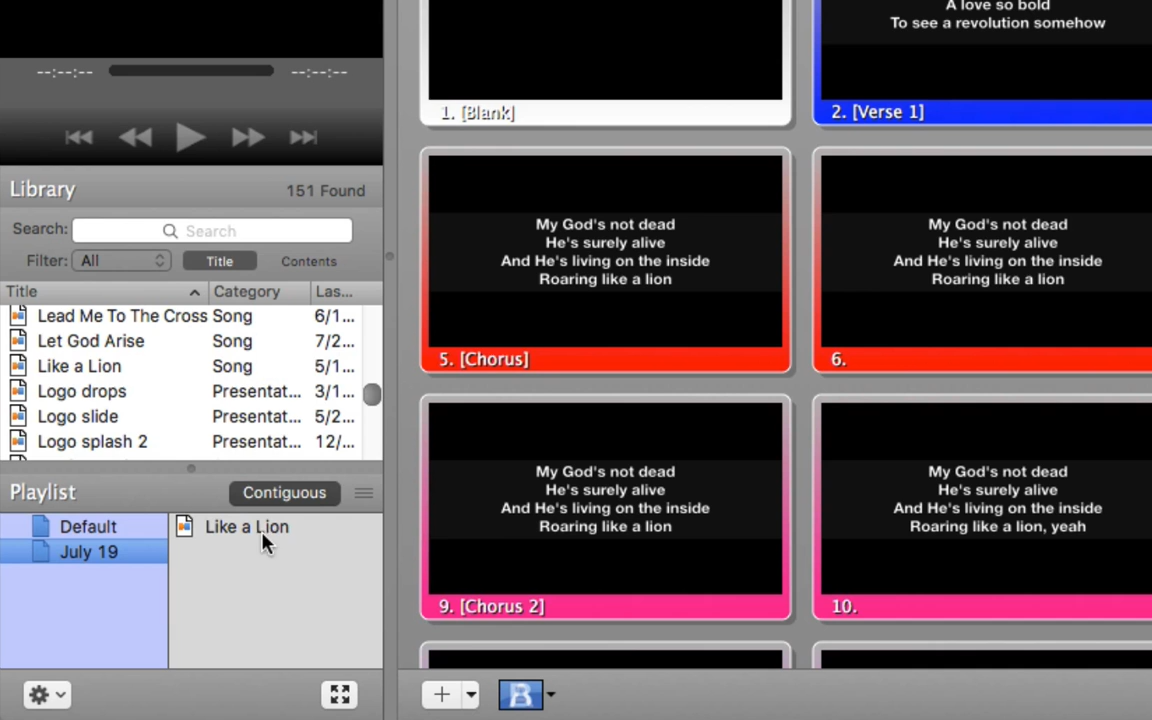 --:--:-- --:--:--
Library 151 Found
Search: Search
Filter: All Title Contents
Title Category Las...
Lead Me To The Cross Song 6/1...
Let God Arise Song 7/2...
Like a Lion Song 5/1...
Logo drops Presentat... 3/1...
Logo slide Presentat... 5/2...
Logo splash 2 Presentat... 12/...
Playlist Contiguous
Default
July 19
Like a Lion
1. [Blank]
A love so bold
To see a revolution somehow
2. [Verse 1]
My God's not dead
He's surely alive
And He's living on the inside
Roaring like a lion
5. [Chorus]
My God's not dead
He's surely alive
And He's living on the inside
Roaring like a lion
6.
My God's not dead
He's surely alive
And He's living on the inside
Roaring like a lion
9. [Chorus 2]
My God's not dead
He's surely alive
And He's living on the inside
Roaring like a lion, yeah
10.
B